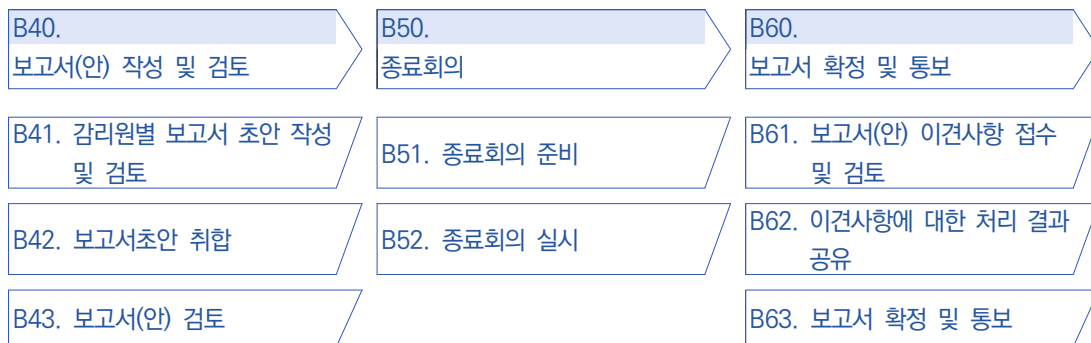 B40.
보고서(안) 작성 및 검토
B41. 감리원별 보고서 초안 작성
및 검토
B42. 보고서초안 취합
B43. 보고서(안) 검토
B50.
종료회의
B51. 종료회의 준비
B52. 종료회의 실시
B60.
보고서 확정 및 통보
B61. 보고서(안) 이견사항 접수
및 검토
B62. 이견사항에 대한 처리 결과
공유
B63. 보고서 확정 및 통보